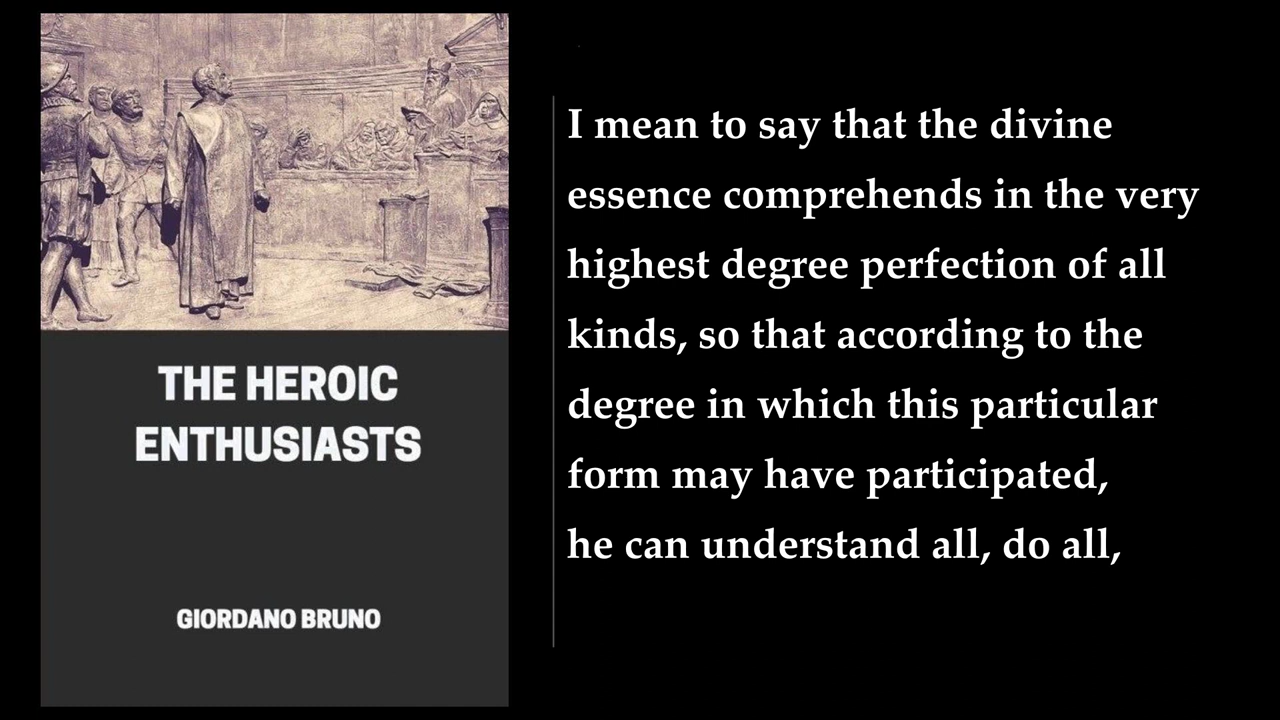 THE HEROIC
ENTHUSIASTS
GIORDANO BRUNO
I mean to say that the divine
essence comprehends in the very
highest degree perfection of all
kinds, so that according to the
degree in which this particular
form may have participated,
he can understand all, do all,